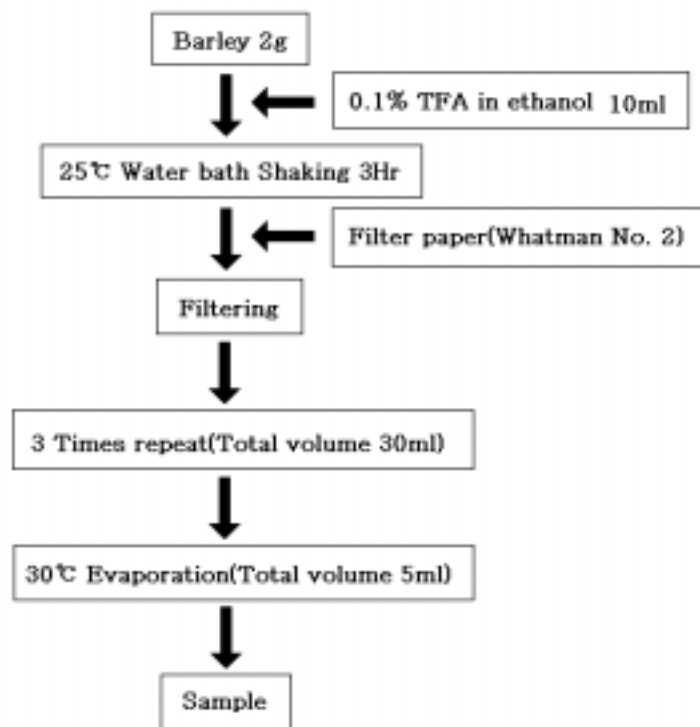 Barley 2g
0.1% TFA in ethanol 10ml
25℃ Water bath Shaking 3Hr
Filter paper(Whatman No. 2)
Filtering
3 Times repeat(Total volume 30ml)
30℃ Evaporation(Total volume 5ml)
Sample